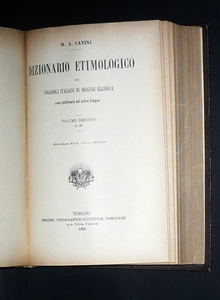 M. A. CANINI
DIZIONARIO ETIMOLOGICO
DEI
VOCABOLI ITALIANI DI ORIGINE ELLENICA
con raffronti ad altre lingue
VOLUME SECONDO
TORINO
UNIONE TIPOGRAFICO-EDITRICE TORINESE